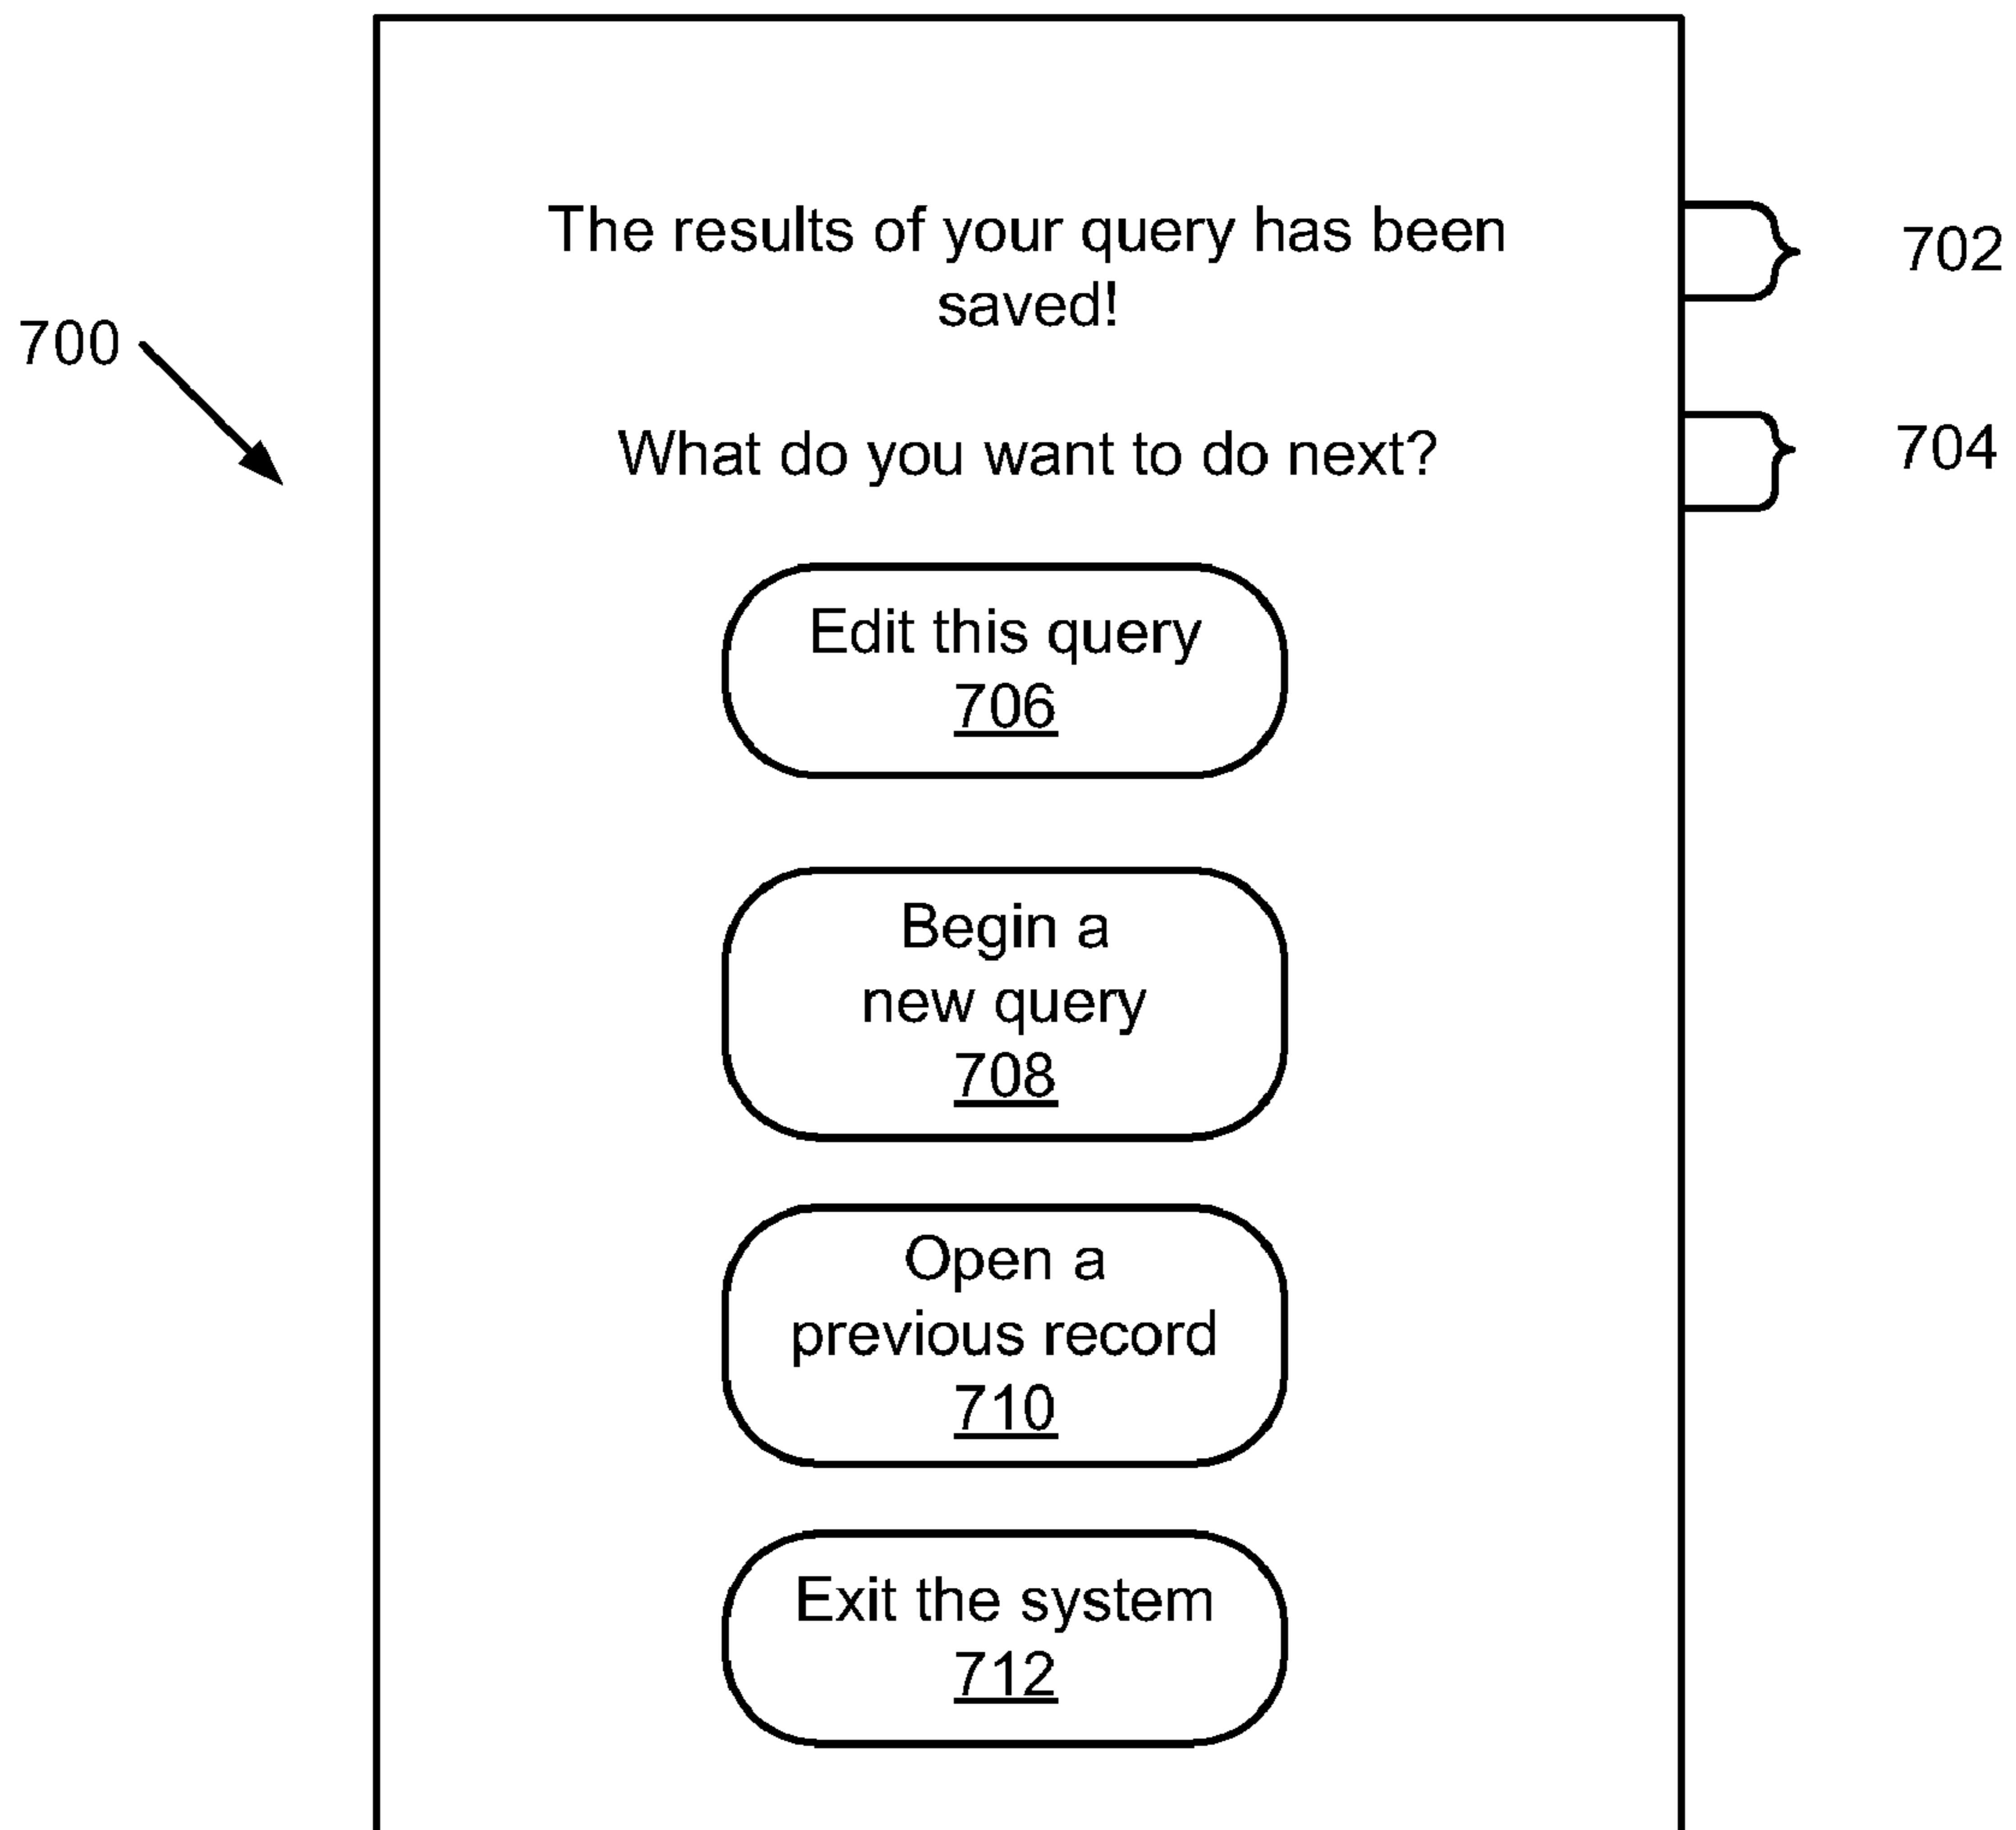 The results of your query has been
saved!
702
700
What do you want to do next?
704
Edit this query
706
Begin a
new query
708
Open a
previous record
710
Exit the system
712